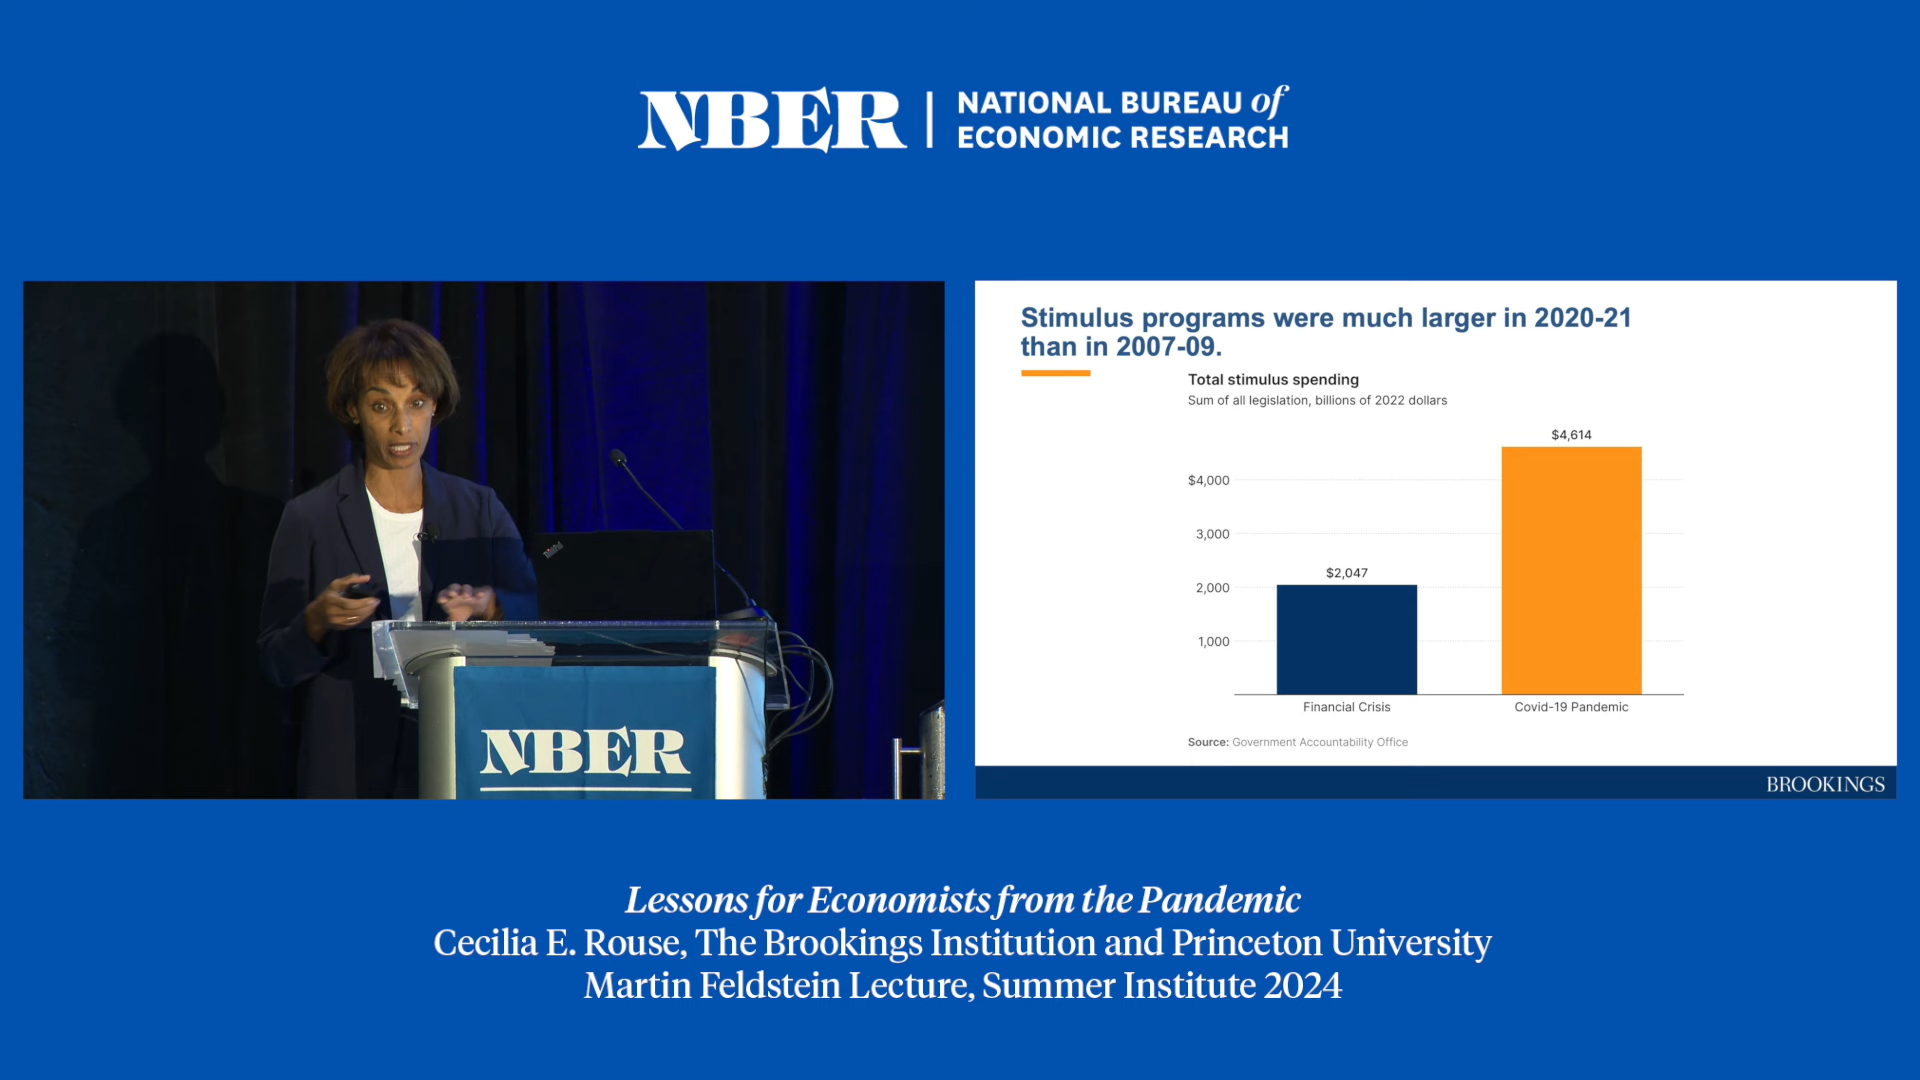 NBER
NATIONAL BUREAU of
ECONOMIC RESEARCH
NBER
Stimulus programs were much larger in 2020-21
than in 2007-09.
Total stimulus spending
Sum of all legislation, billions of 2022 dollars
$4,614
$4,000
3,000
$2,047
2,000
1,000
Financial Crisis
Covid-19 Pandemic
Source: Government Accountability Office
BROOKINGS
Lessons for Economists from the Pandemic
Cecilia E. Rouse, The Brookings Institution and Princeton University
Martin Feldstein Lecture, Summer Institute 2024